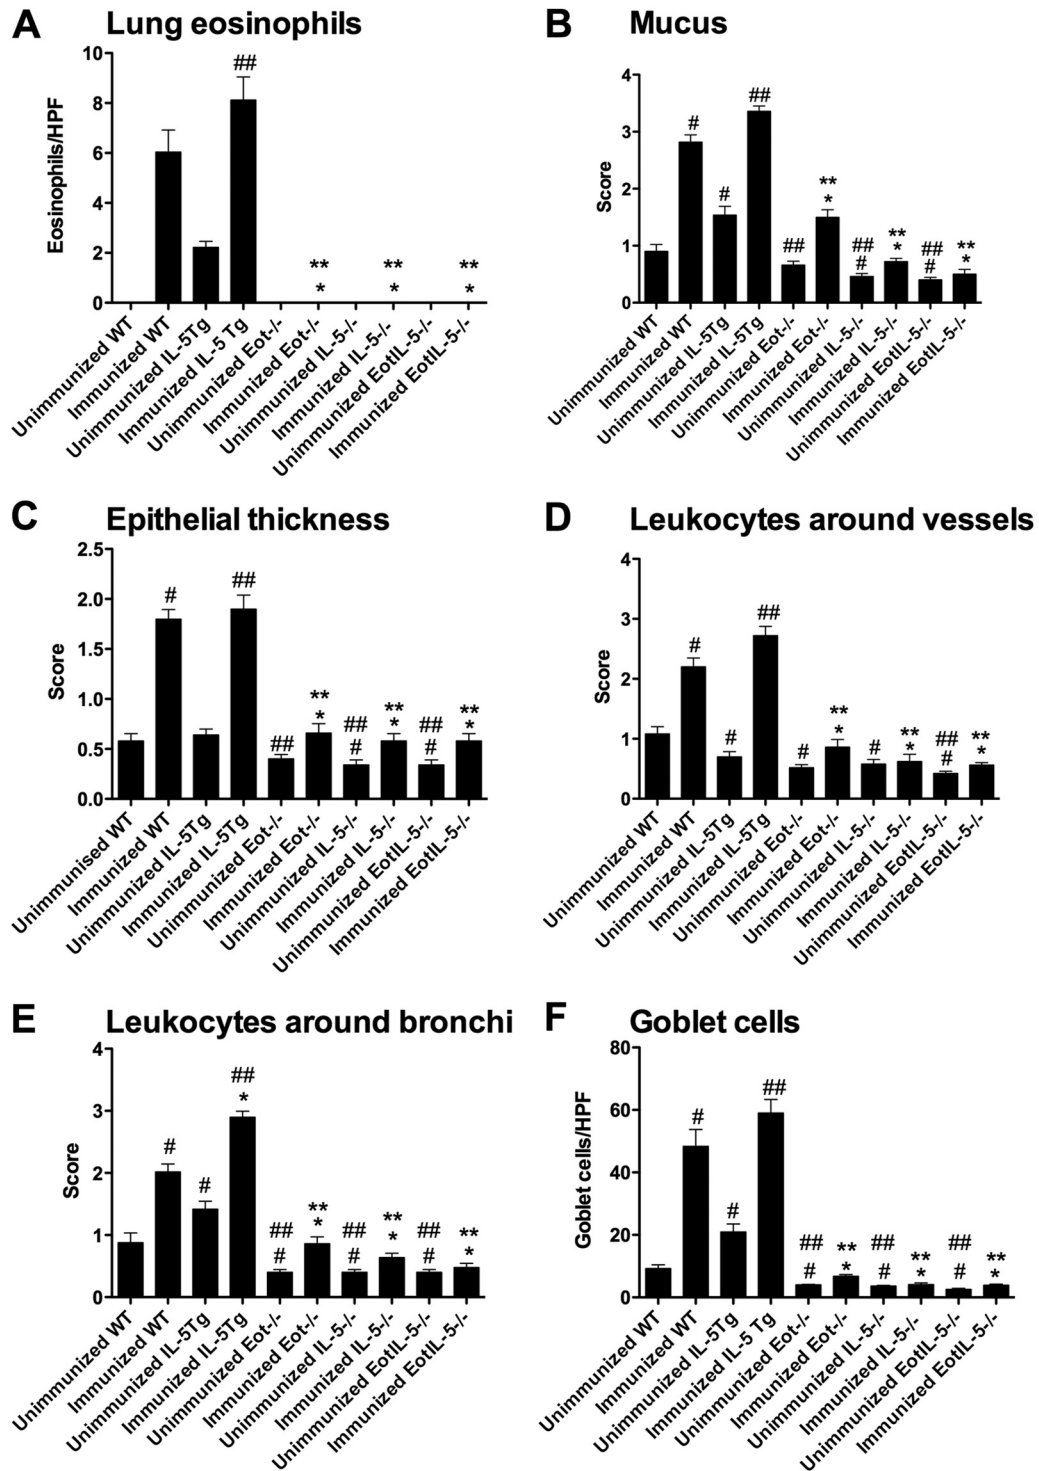 A Lung eosinophils
Eosinophils/HPF
10
8
6
4
2
0
##
**
*
**
*
**
*
Unimmunized WT
Immunized WT
Unimmunized IL-5Tg
Immunized IL-5 Tg
Unimmunized Eot-/-
Immunized Eot-/-
Unimmunized IL-5-/-
Immunized IL-5-/-
Unimmunized EotIL-5-/-
Immunized EotIL-5-/-
B Mucus
Score
4
3
2
1
0
#
#
##
##
**
*
##
#
**
*
##
#
**
*
Unimmunized WT
Immunized WT
Unimmunized IL-5Tg
Immunized IL-5Tg
Unimmunized Eot-/-
Immunized Eot-/-
Unimmunized IL-5-/-
Immunized IL-5-/-
Unimmunized EotIL-5-/-
Immunized EotIL-5-/-
C Epithelial thickness
Score
2.5
2.0
1.5
1.0
0.5
0.0
#
##
##
**
*
##
#
**
*
##
#
**
*
Unimmunised WT
Immunized WT
Unimmunized IL-5Tg
Immunized IL-5Tg
Unimmunized Eot-/-
Immunized Eot-/-
Unimmunized IL-5-/-
Immunized IL-5-/-
Unimmunized EotIL-5-/-
Immunized EotIL-5-/-
D Leukocytes around vessels
Score
4
3
2
1
0
#
#
##
#
**
*
#
**
*
##
#
**
*
Unimmunized WT
Immunized WT
Unimmunized IL-5Tg
Immunized IL-5Tg
Unimmunized Eot-/-
Immunized Eot-/-
Unimmunized IL-5-/-
Immunized IL-5-/-
Unimmunized EotIL-5-/-
Immunized EotIL-5-/-
E Leukocytes around bronchi
Score
4
3
2
1
0
#
#
##
*
##
#
**
*
##
#
**
*
##
#
**
*
Unimmunized WT
Immunized WT
Unimmunized IL-5Tg
Immunized IL-5Tg
Unimmunized Eot-/-
Immunized Eot-/-
Unimmunized IL-5-/-
Immunized IL-5-/-
Unimmunized EotIL-5-/-
Immunized EotIL-5-/-
F Goblet cells
Goblet cells/HPF
80
60
40
20
0
#
#
##
##
#
**
*
##
#
**
*
##
#
**
*
Unimmunized WT
Immunized WT
Unimmunized IL-5Tg
Immunized IL-5 Tg
Unimmunized Eot-/-
Immunized Eot-/-
Unimmunized IL-5-/-
Immunized IL-5-/-
Unimmunized EotIL-5-/-
Immunized EotIL-5-/-